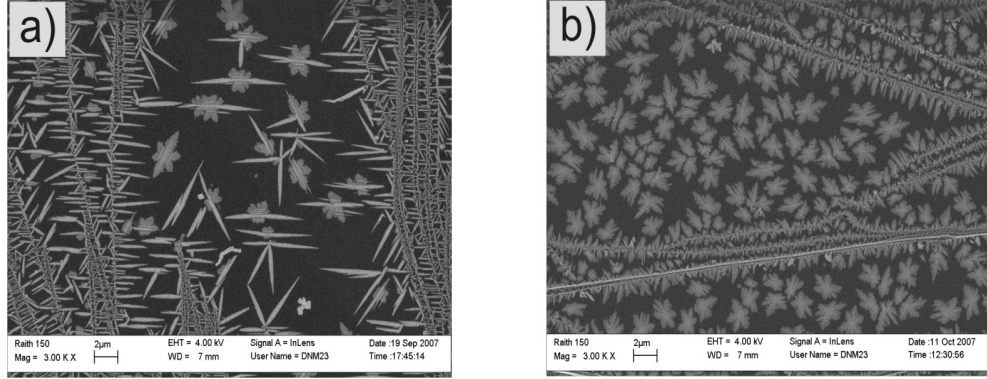 a)
Raith 150 2µm EHT = 4.00 kV Signal A = InLens Date :19 Sep 2007
Mag = 3.00 K X WD = 7 mm User Name = DNM23 Time :17:45:14
b)
Raith 150 2µm EHT = 4.00 kV Signal A = InLens Date :11 Oct 2007
Mag = 3.00 K X WD = 7 mm User Name = DNM23 Time :12:30:56